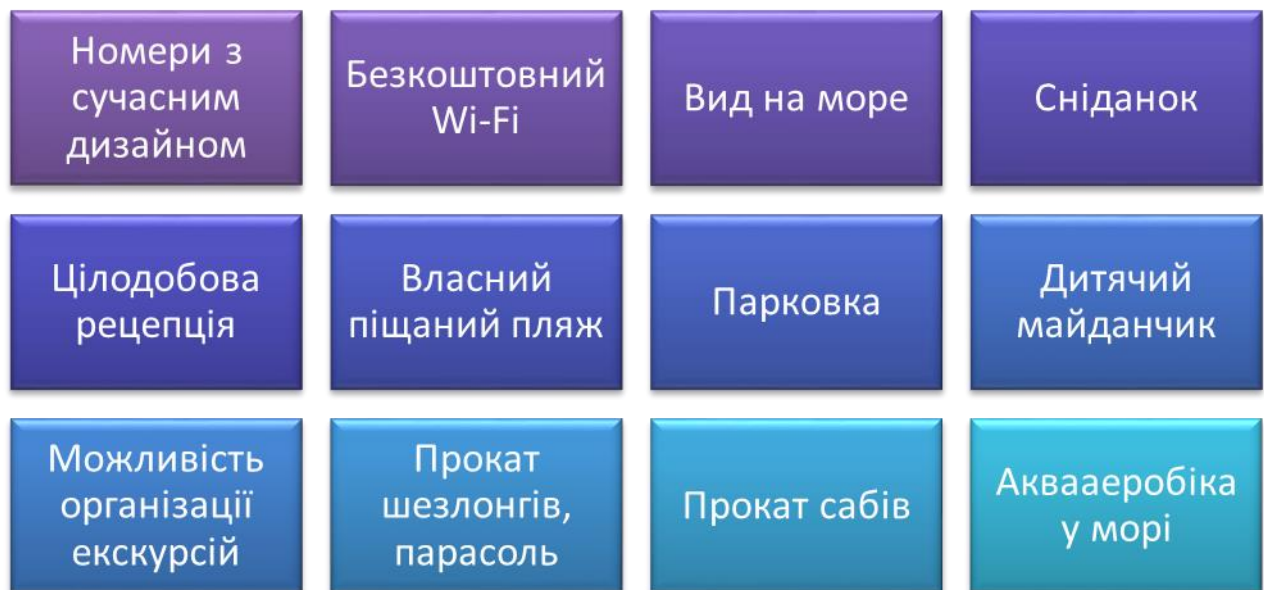 Номери з
сучасним
дизайном
Безкоштовний
Wi-Fi
Вид на море
Сніданок
Цілодобова
рецепція
Власний
піщаний пляж
Парковка
Дитячий
майданчик
Можливість
організації
екскурсій
Прокат
шезлонгів,
парасоль
Прокат сабів
Аквааеробіка
у морі